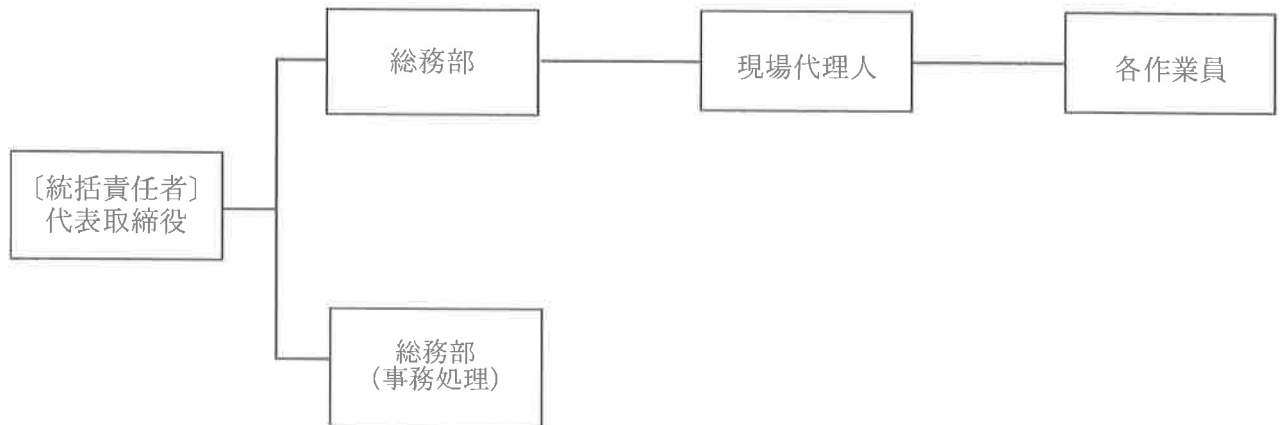 総務部
現場代理人
各作業員
〔統括責任者〕
代表取締役
総務部
(事務処理)